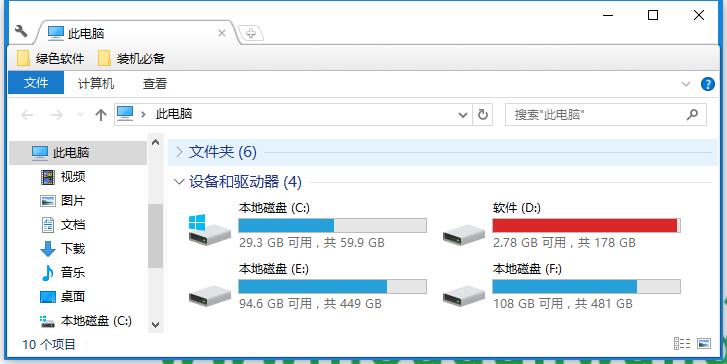 此电脑
绿色软件 装机必备
文件 计算机 查看
此电脑 搜索"此电脑"
此电脑
视频
图片
文档
下载
音乐
桌面
本地磁盘 (C:)
文件夹 (6)
设备和驱动器 (4)
本地磁盘 (C:)
29.3 GB 可用，共 59.9 GB
软件 (D:)
2.78 GB 可用，共 178 GB
本地磁盘 (E:)
94.6 GB 可用，共 449 GB
本地磁盘 (F:)
108 GB 可用，共 481 GB
10 个项目